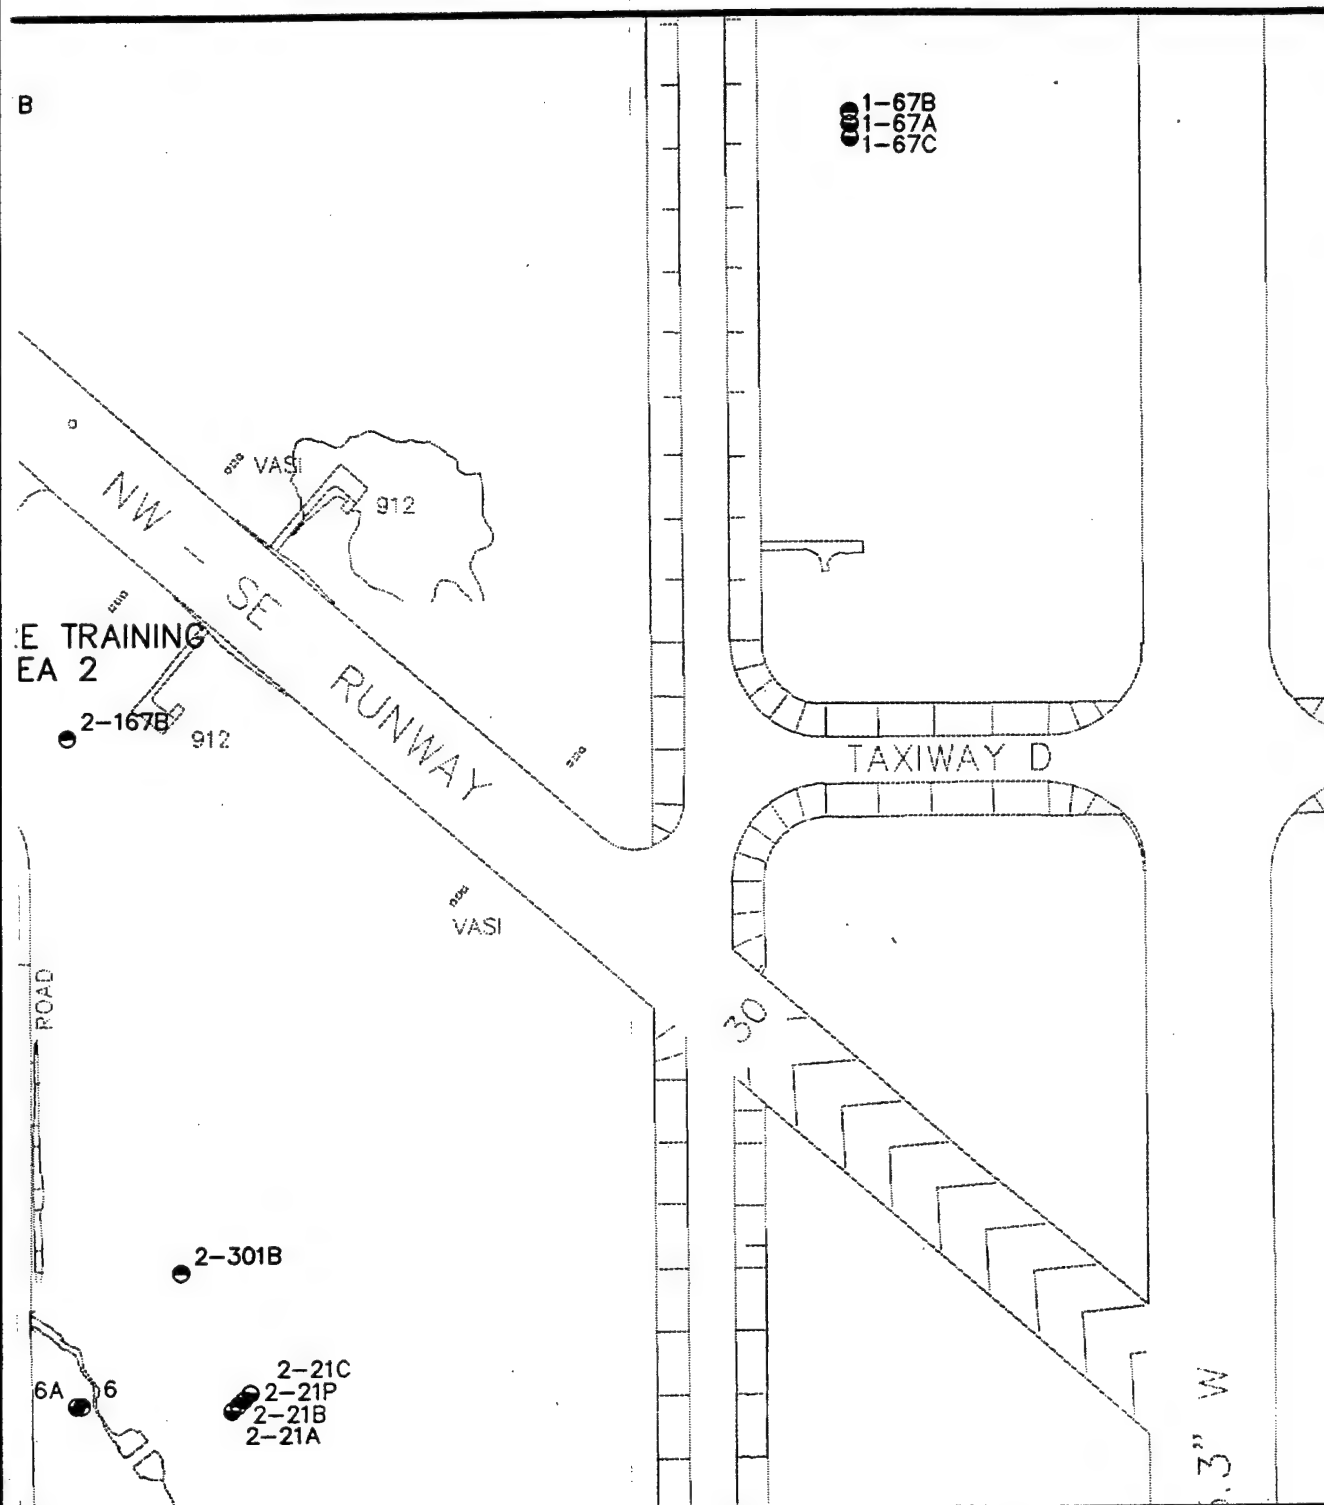 B
1-67B
1-67A
1-67C
VASI
912
NW - SE RUNWAY
E TRAINING
EA 2
2-167B
912
TAXIWAY D
VASI
ROAD
30
2-301B
2-21C
6A
6
2-21P
2-21B
2-21A
.3" W